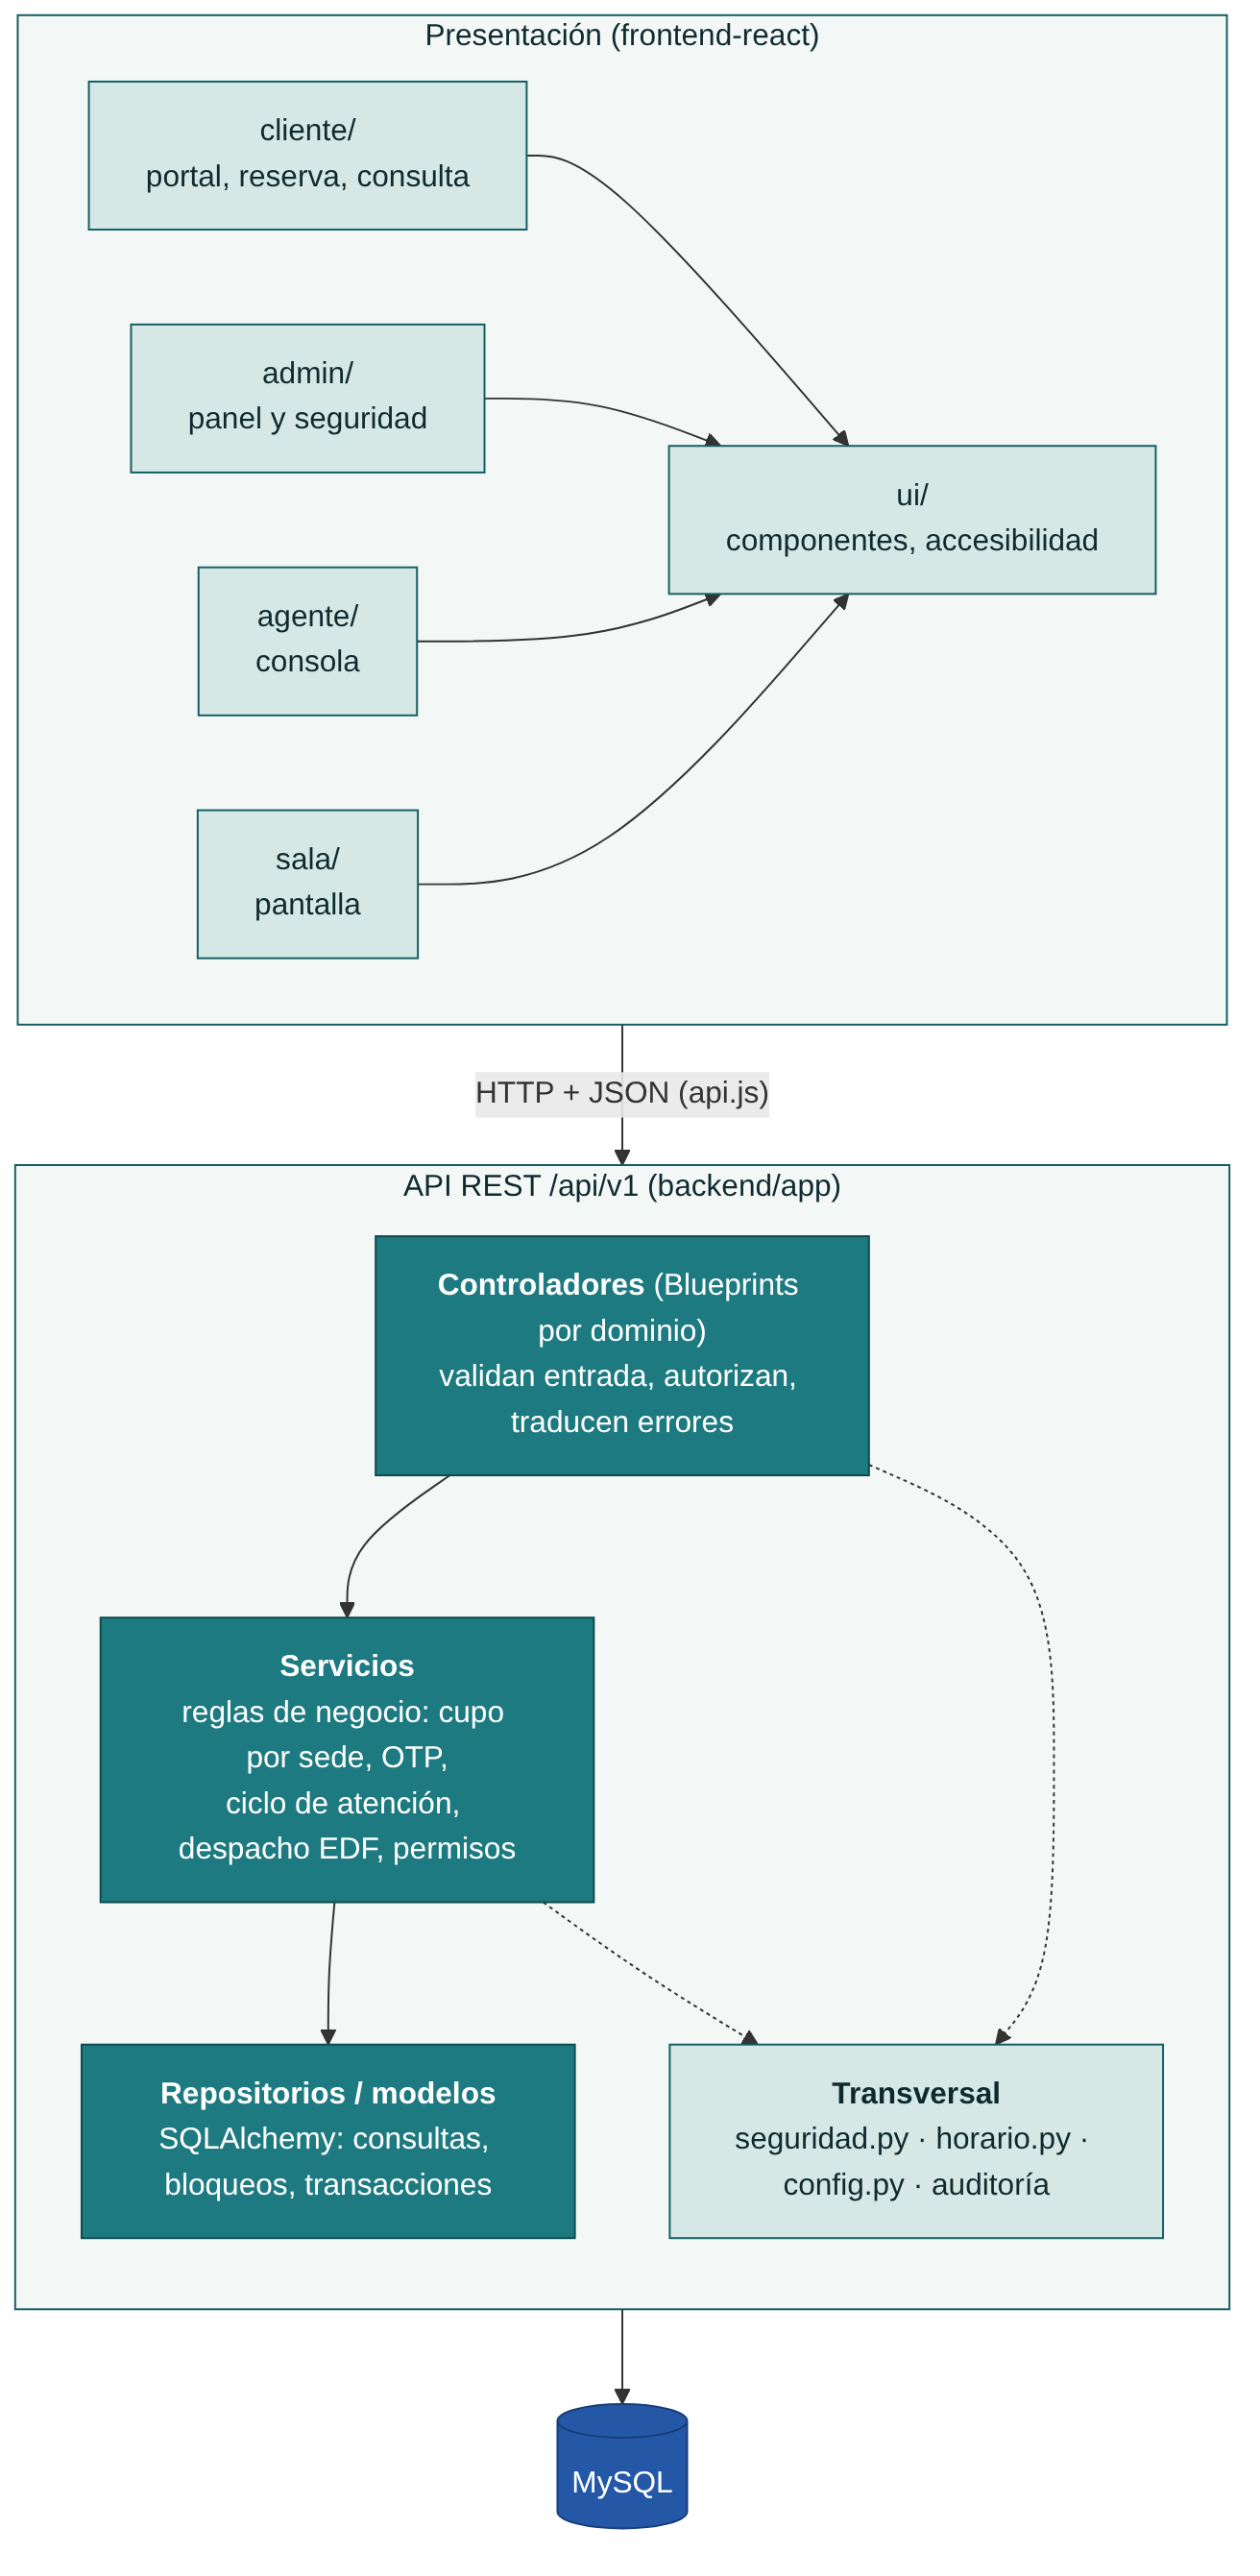 Presentación (frontend-react)
cliente/
portal, reserva, consulta
admin/
panel y seguridad
ui/
componentes, accesibilidad
agente/
consola
sala/
pantalla
HTTP + JSON (api.js)
API REST /api/v1 (backend/app)
Controladores (Blueprints
por dominio)
validan entrada, autorizan,
traducen errores
Servicios
reglas de negocio: cupo
por sede, OTP,
ciclo de atención,
despacho EDF, permisos
Repositorios / modelos
SQLAlchemy: consultas,
bloqueos, transacciones
Transversal
seguridad.py · horario.py ·
config.py · auditoría
MySQL